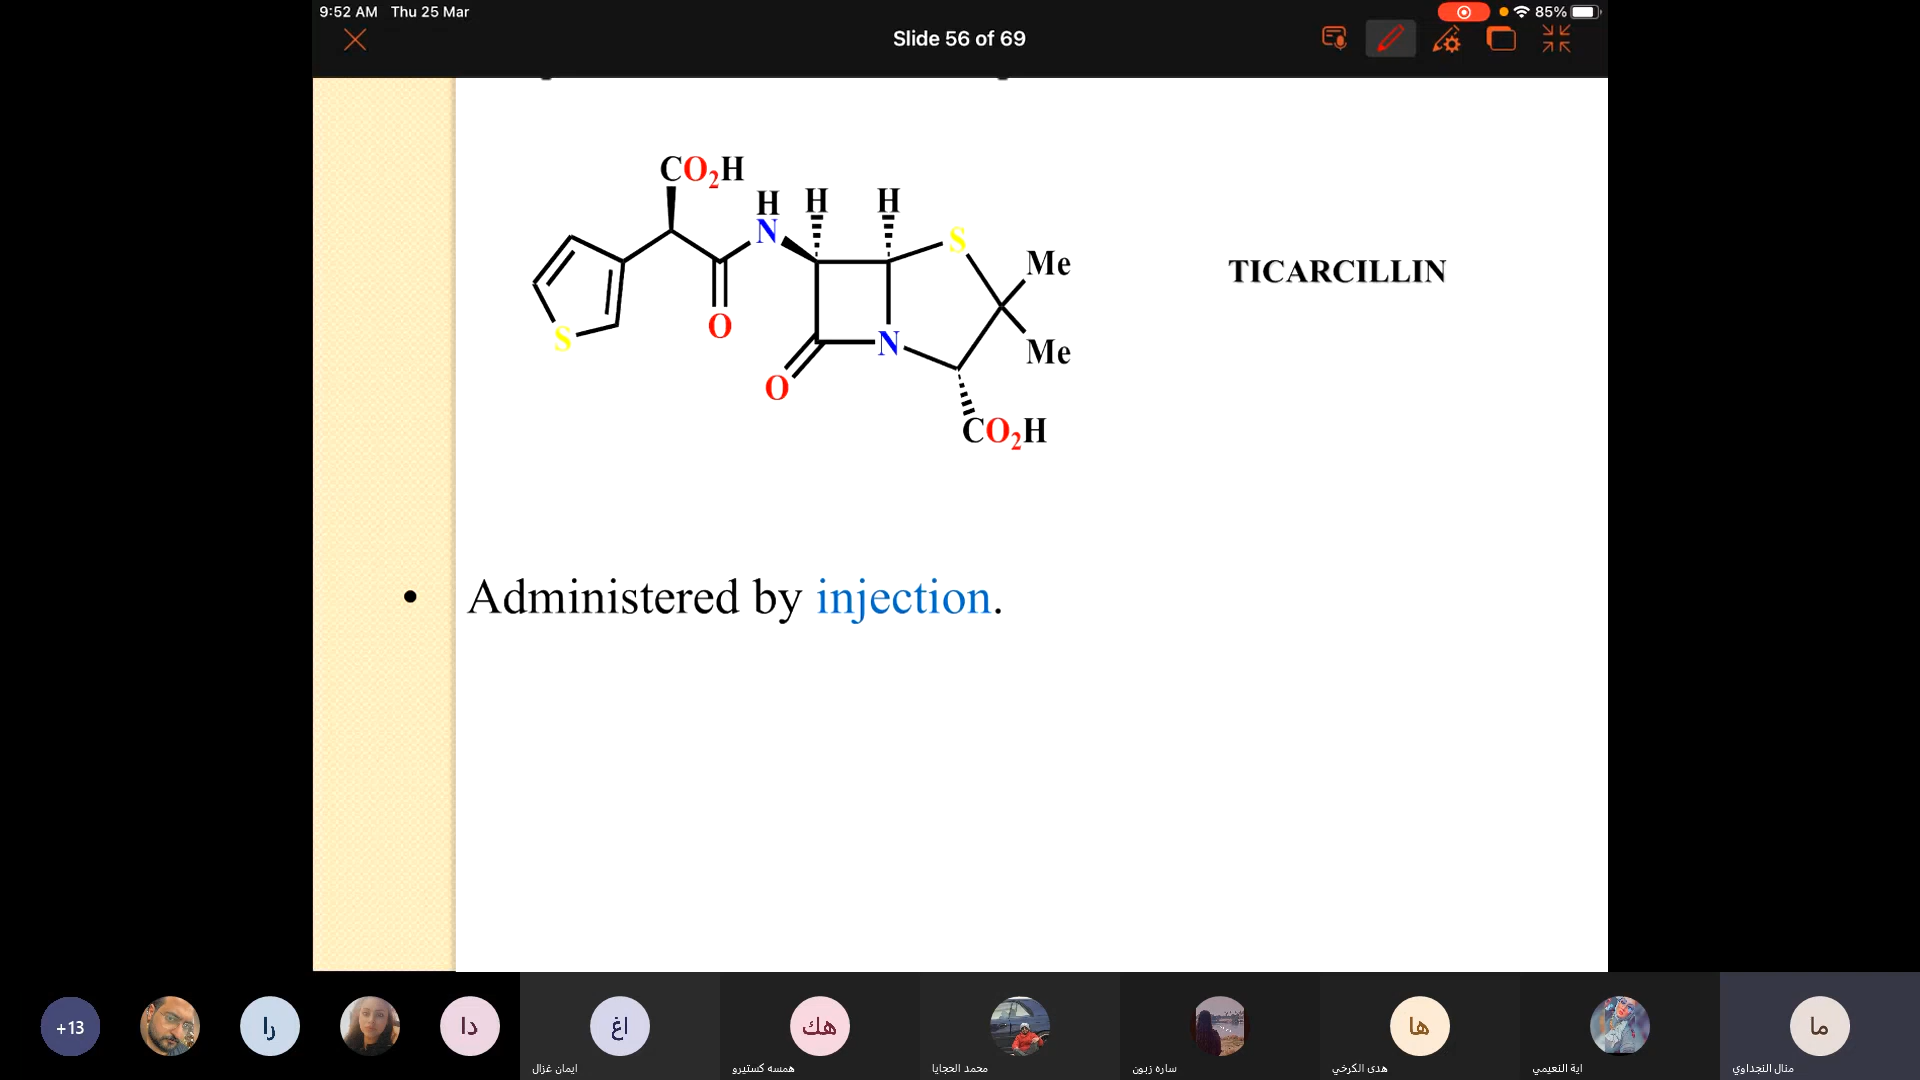 9:52 AM Thu 25 Mar
85%
Slide 56 of 69
CO₂H
H H H
N S
Me
TICARCILLIN
O
S N
Me
O
CO₂H
• Administered by injection.
+13 را دا اغ هك ها ما
ايمان غزال همسه كستيرو محمد الحجايا ساره زبون هدى الكرخي اية النعيمي منال النجداوي